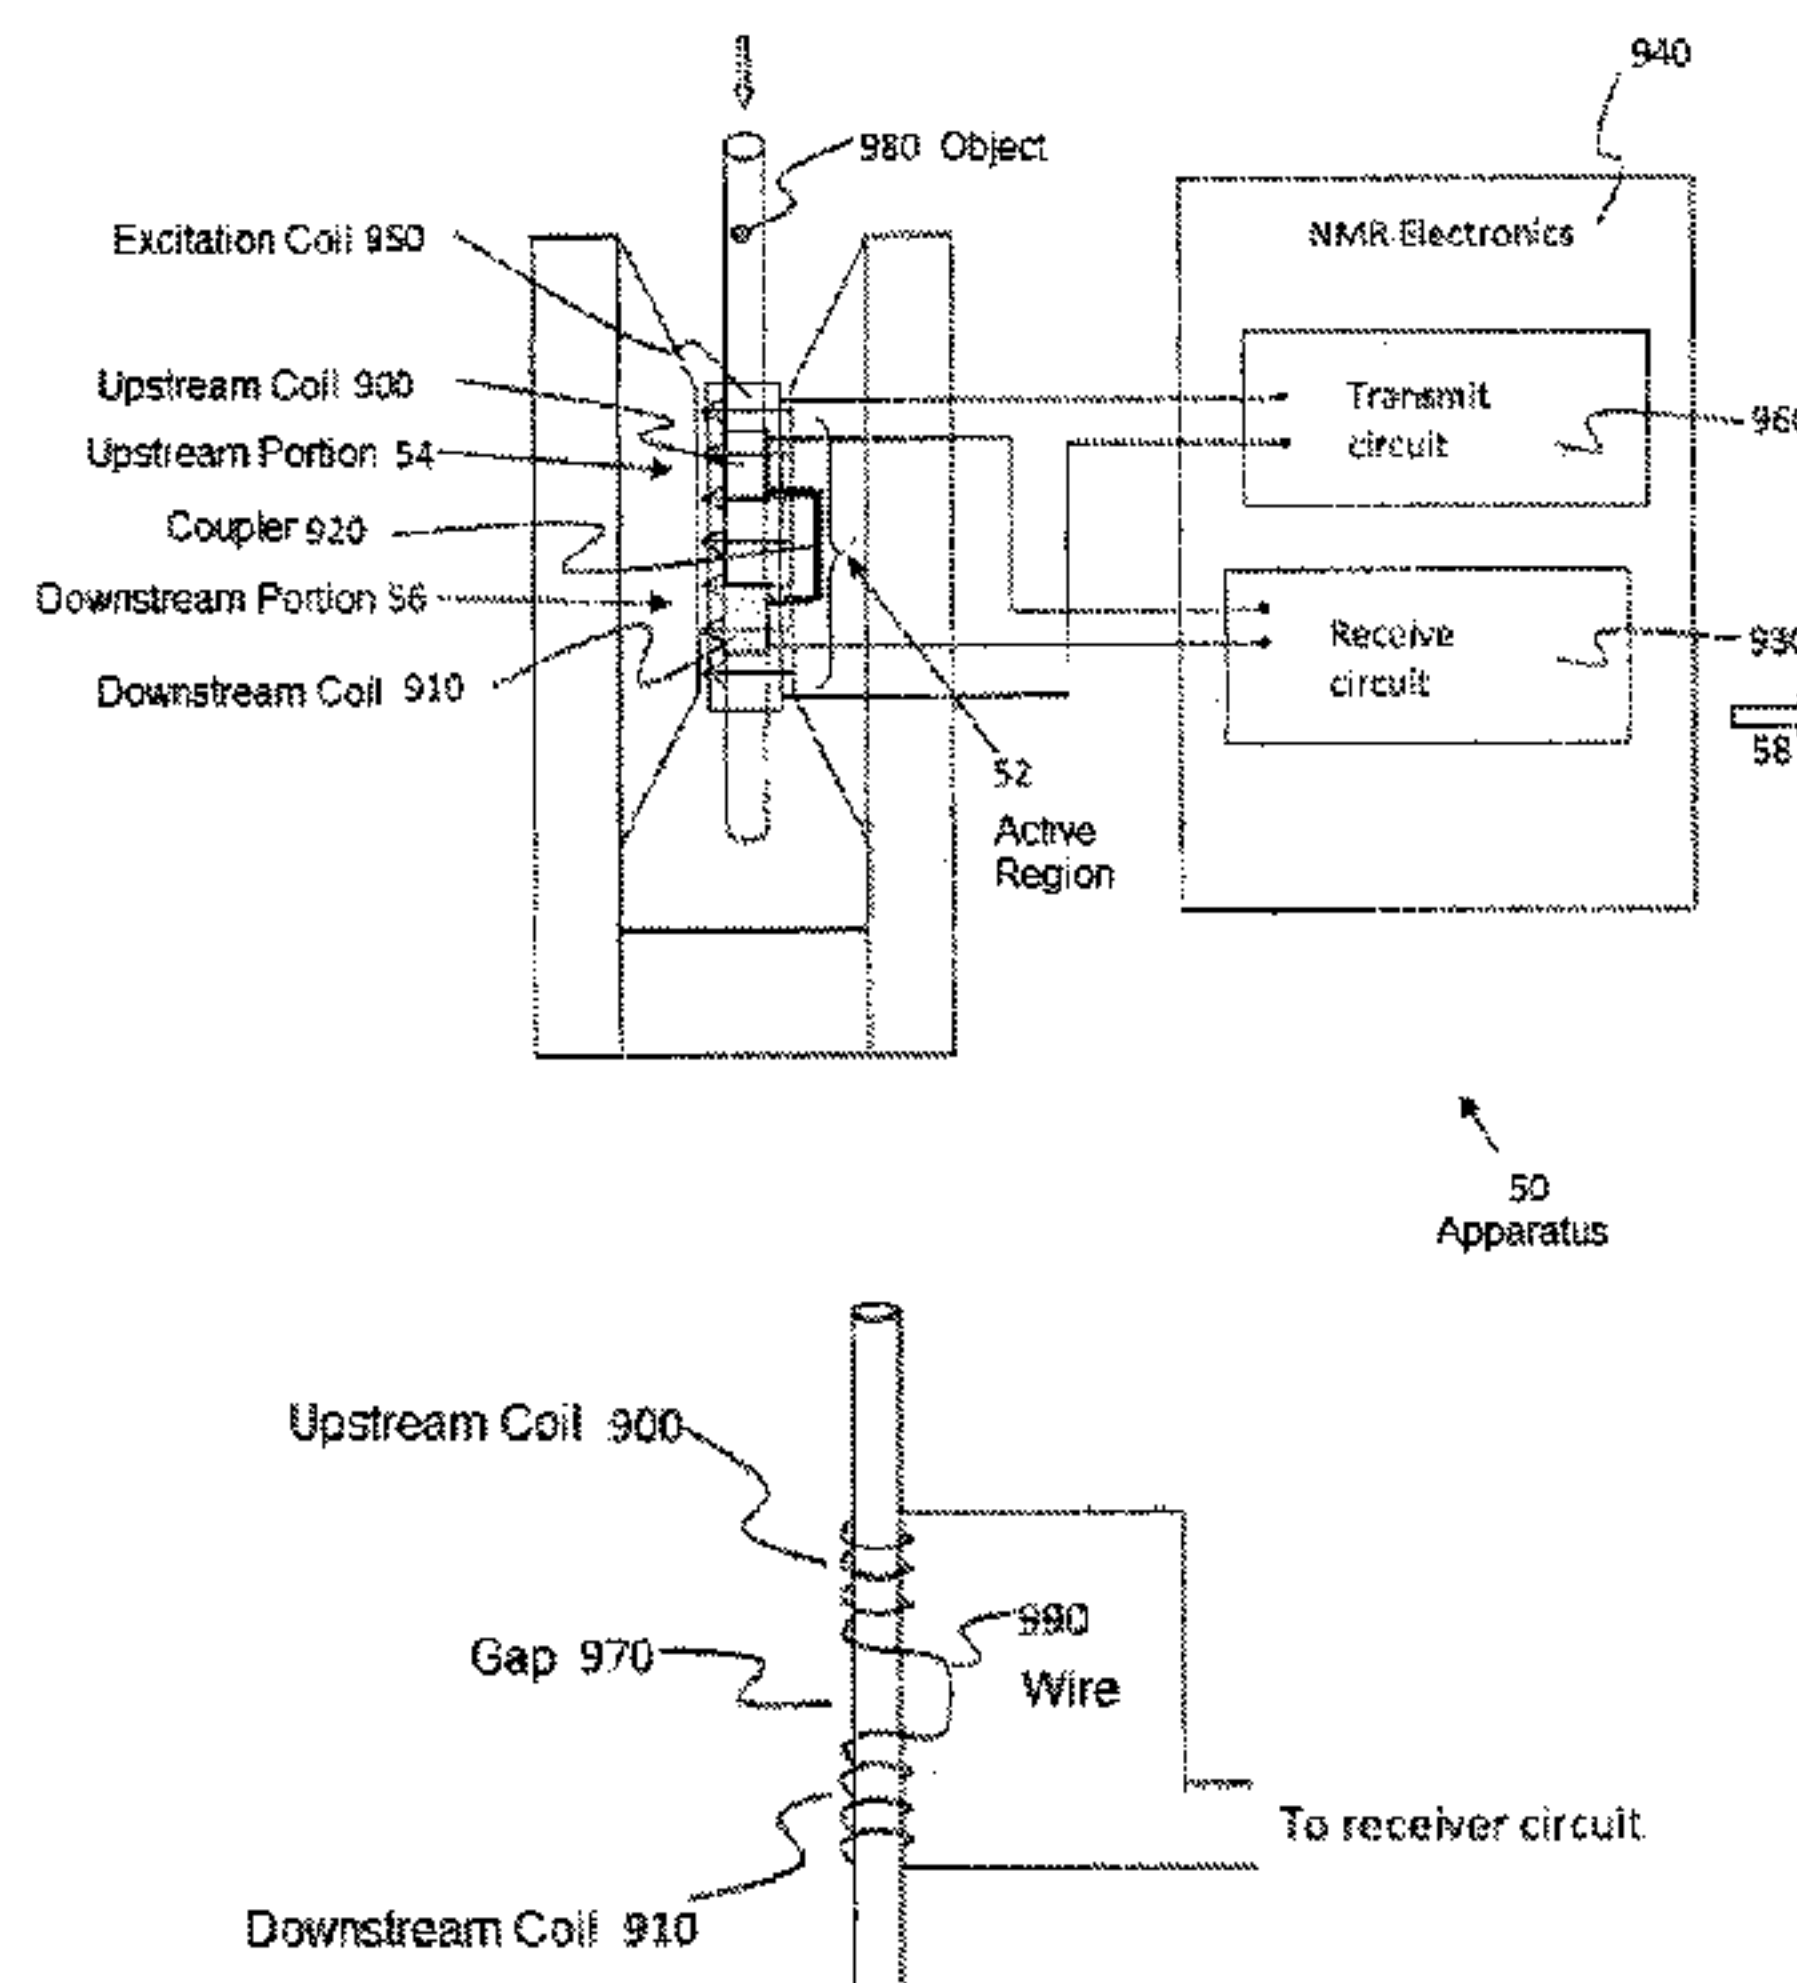 940
980 Object
NMR Electronics
Excitation Coil 950
Upstream Coil 900
Transmit
circuit
Upstream Portion 54
Coupler 920
Downstream Portion 56
Receive
circuit
Downstream Coil 910
58
52
Active
Region
50
Apparatus
Upstream Coil 900
990
Gap 970
Wire
To receiver circuit
Downstream Coil 910